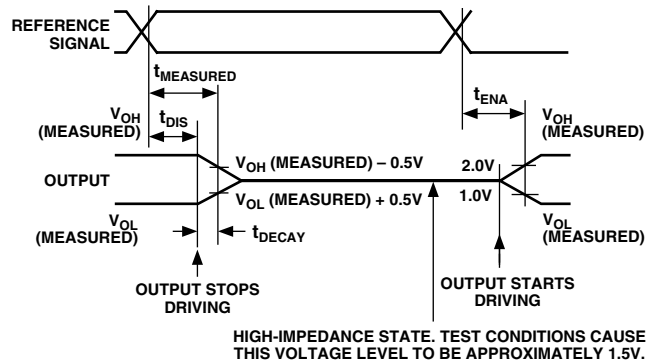 REFERENCE
SIGNAL
tMEASURED
tENA
VOH
(MEASURED)
tDIS
VOH
(MEASURED)
VOH (MEASURED) – 0.5V
2.0V
OUTPUT
VOL (MEASURED) + 0.5V
1.0V
VOL
(MEASURED)
tDECAY
VOL
(MEASURED)
OUTPUT STOPS
DRIVING
OUTPUT STARTS
DRIVING
HIGH-IMPEDANCE STATE. TEST CONDITIONS CAUSE
THIS VOLTAGE LEVEL TO BE APPROXIMATELY 1.5V.